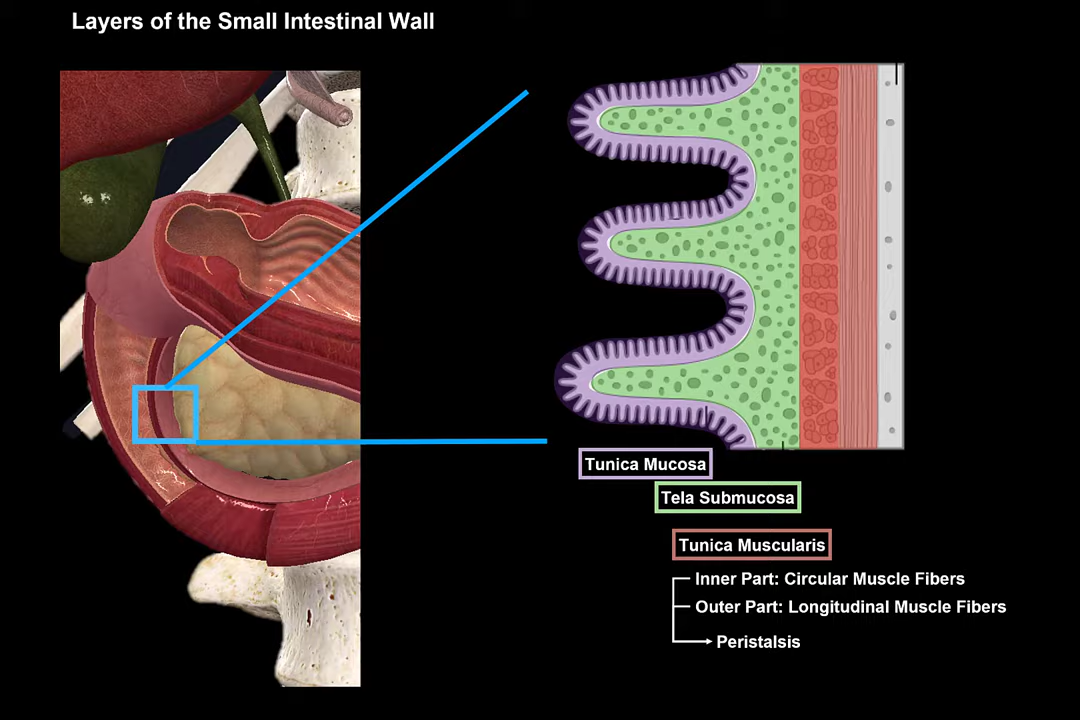 Layers of the Small Intestinal Wall
Tunica Mucosa
Tela Submucosa
Tunica Muscularis
Inner Part: Circular Muscle Fibers
Outer Part: Longitudinal Muscle Fibers
Peristalsis